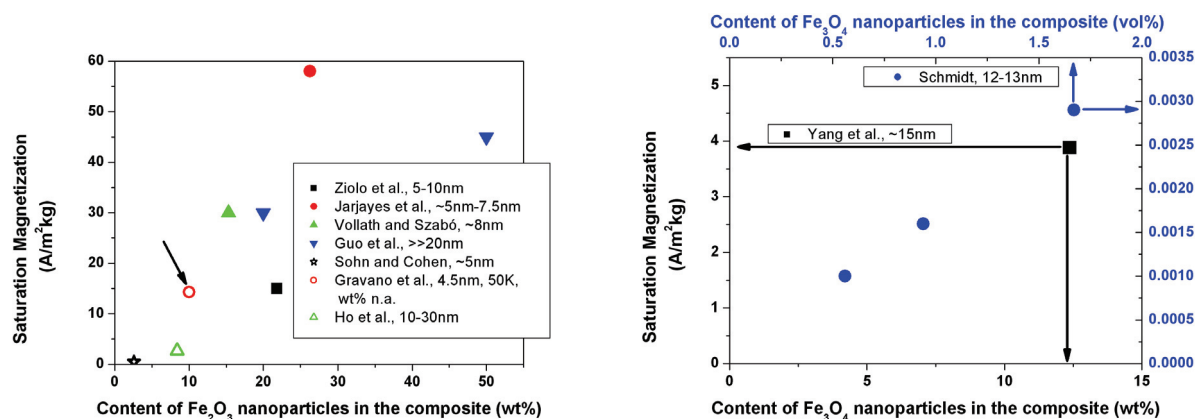 60
50
40
30
20
10
0
0
10
20
30
40
50
Saturation Magnetization
(A/m²kg)
Content of Fe₂O₃ nanoparticles in the composite (wt%)
Ziolo et al., 5-10nm
Jarjayes et al., ~5nm-7.5nm
Vollath and Szabó, ~8nm
Guo et al., >>20nm
Sohn and Cohen, ~5nm
Gravano et al., 4.5nm, 50K,
wt% n.a.
Ho et al., 10-30nm
Content of Fe₃O₄ nanoparticles in the composite (vol%)
0.0
0.5
1.0
1.5
2.0
5
4
3
2
1
0
Saturation Magnetization
(A/m²kg)
Schmidt, 12-13nm
Yang et al., ~15nm
0.0035
0.0030
0.0025
0.0020
0.0015
0.0010
0.0005
0.0000
0
5
10
15
Content of Fe₃O₄ nanoparticles in the composite (wt%)